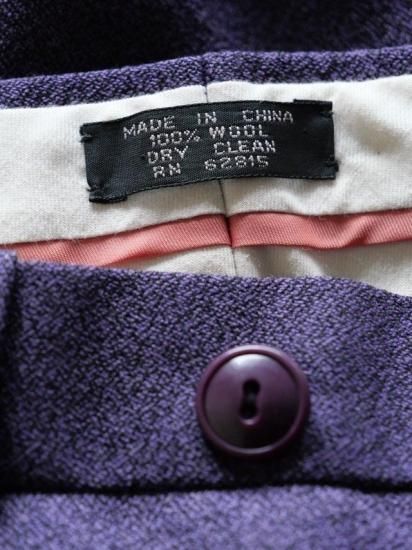 MADE IN CHINA
100% WOOL
DRY CLEAN
RN 62815